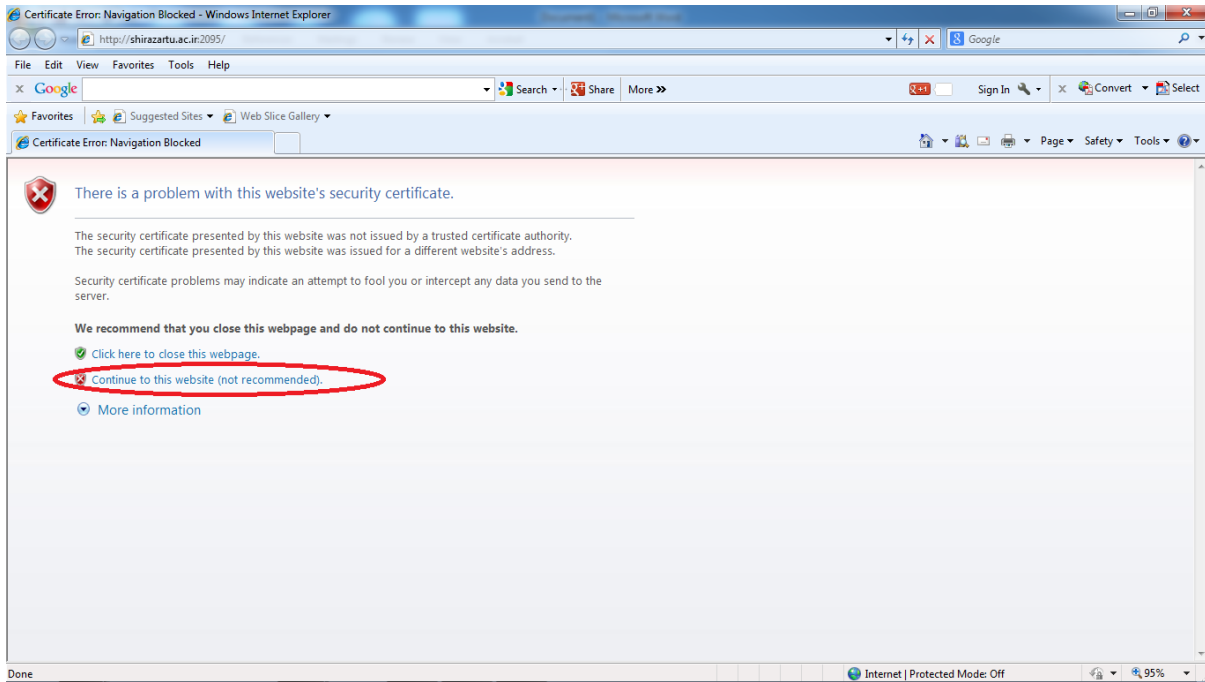 Certificate Error: Navigation Blocked - Windows Internet Explorer
http://shirazartu.ac.ir:2095/
Google
File Edit View Favorites Tools Help
x Google Search Share More »
+1 Sign In x Convert Select
Favorites Suggested Sites Web Slice Gallery
Certificate Error: Navigation Blocked Page Safety Tools
There is a problem with this website's security certificate.
The security certificate presented by this website was not issued by a trusted certificate authority.
The security certificate presented by this website was issued for a different website's address.
Security certificate problems may indicate an attempt to fool you or intercept any data you send to the
server.
We recommend that you close this webpage and do not continue to this website.
Click here to close this webpage.
Continue to this website (not recommended).
More information
Done Internet | Protected Mode: Off 95%